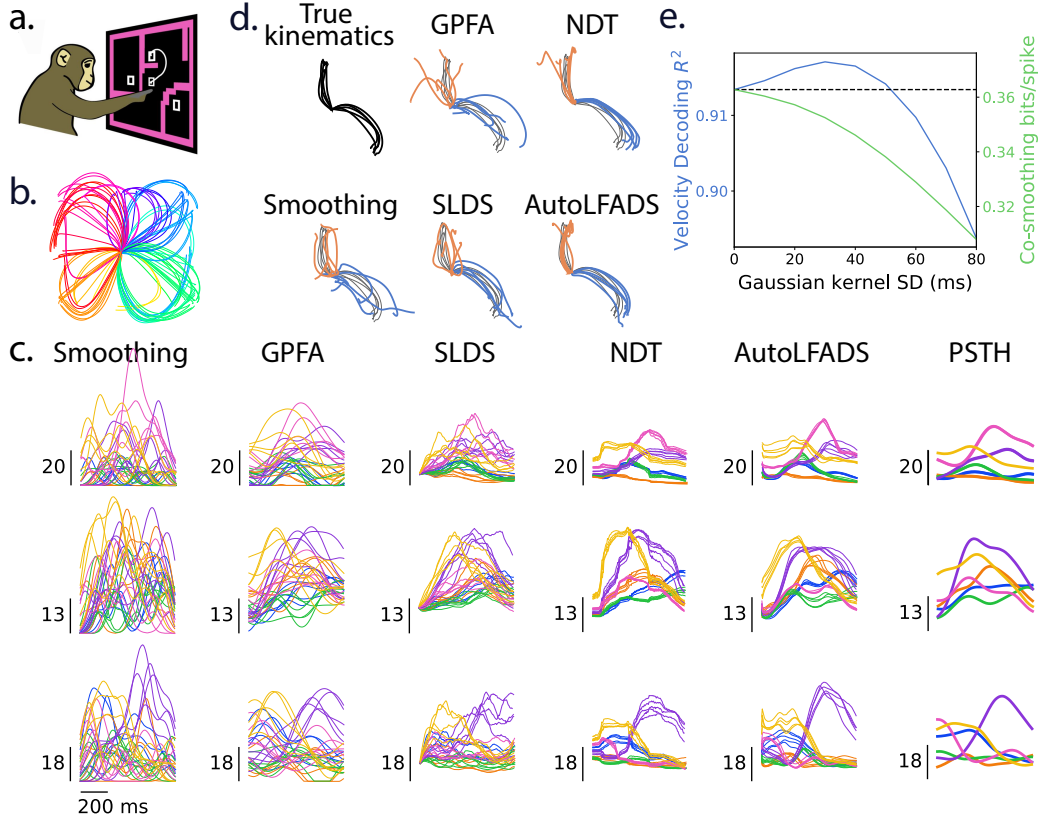 a.
b.
d.
True
kinematics
GPFA
NDT
Smoothing
SLDS
AutoLFADS
e.
Velocity Decoding R²
0.91
0.90
0
20
40
60
80
Gaussian kernel SD (ms)
0.36
0.34
0.32
Co-smoothing bits/spike
c.
Smoothing
GPFA
SLDS
NDT
AutoLFADS
PSTH
20
20
20
20
20
20
13
13
13
13
13
13
18
18
18
18
18
18
200 ms